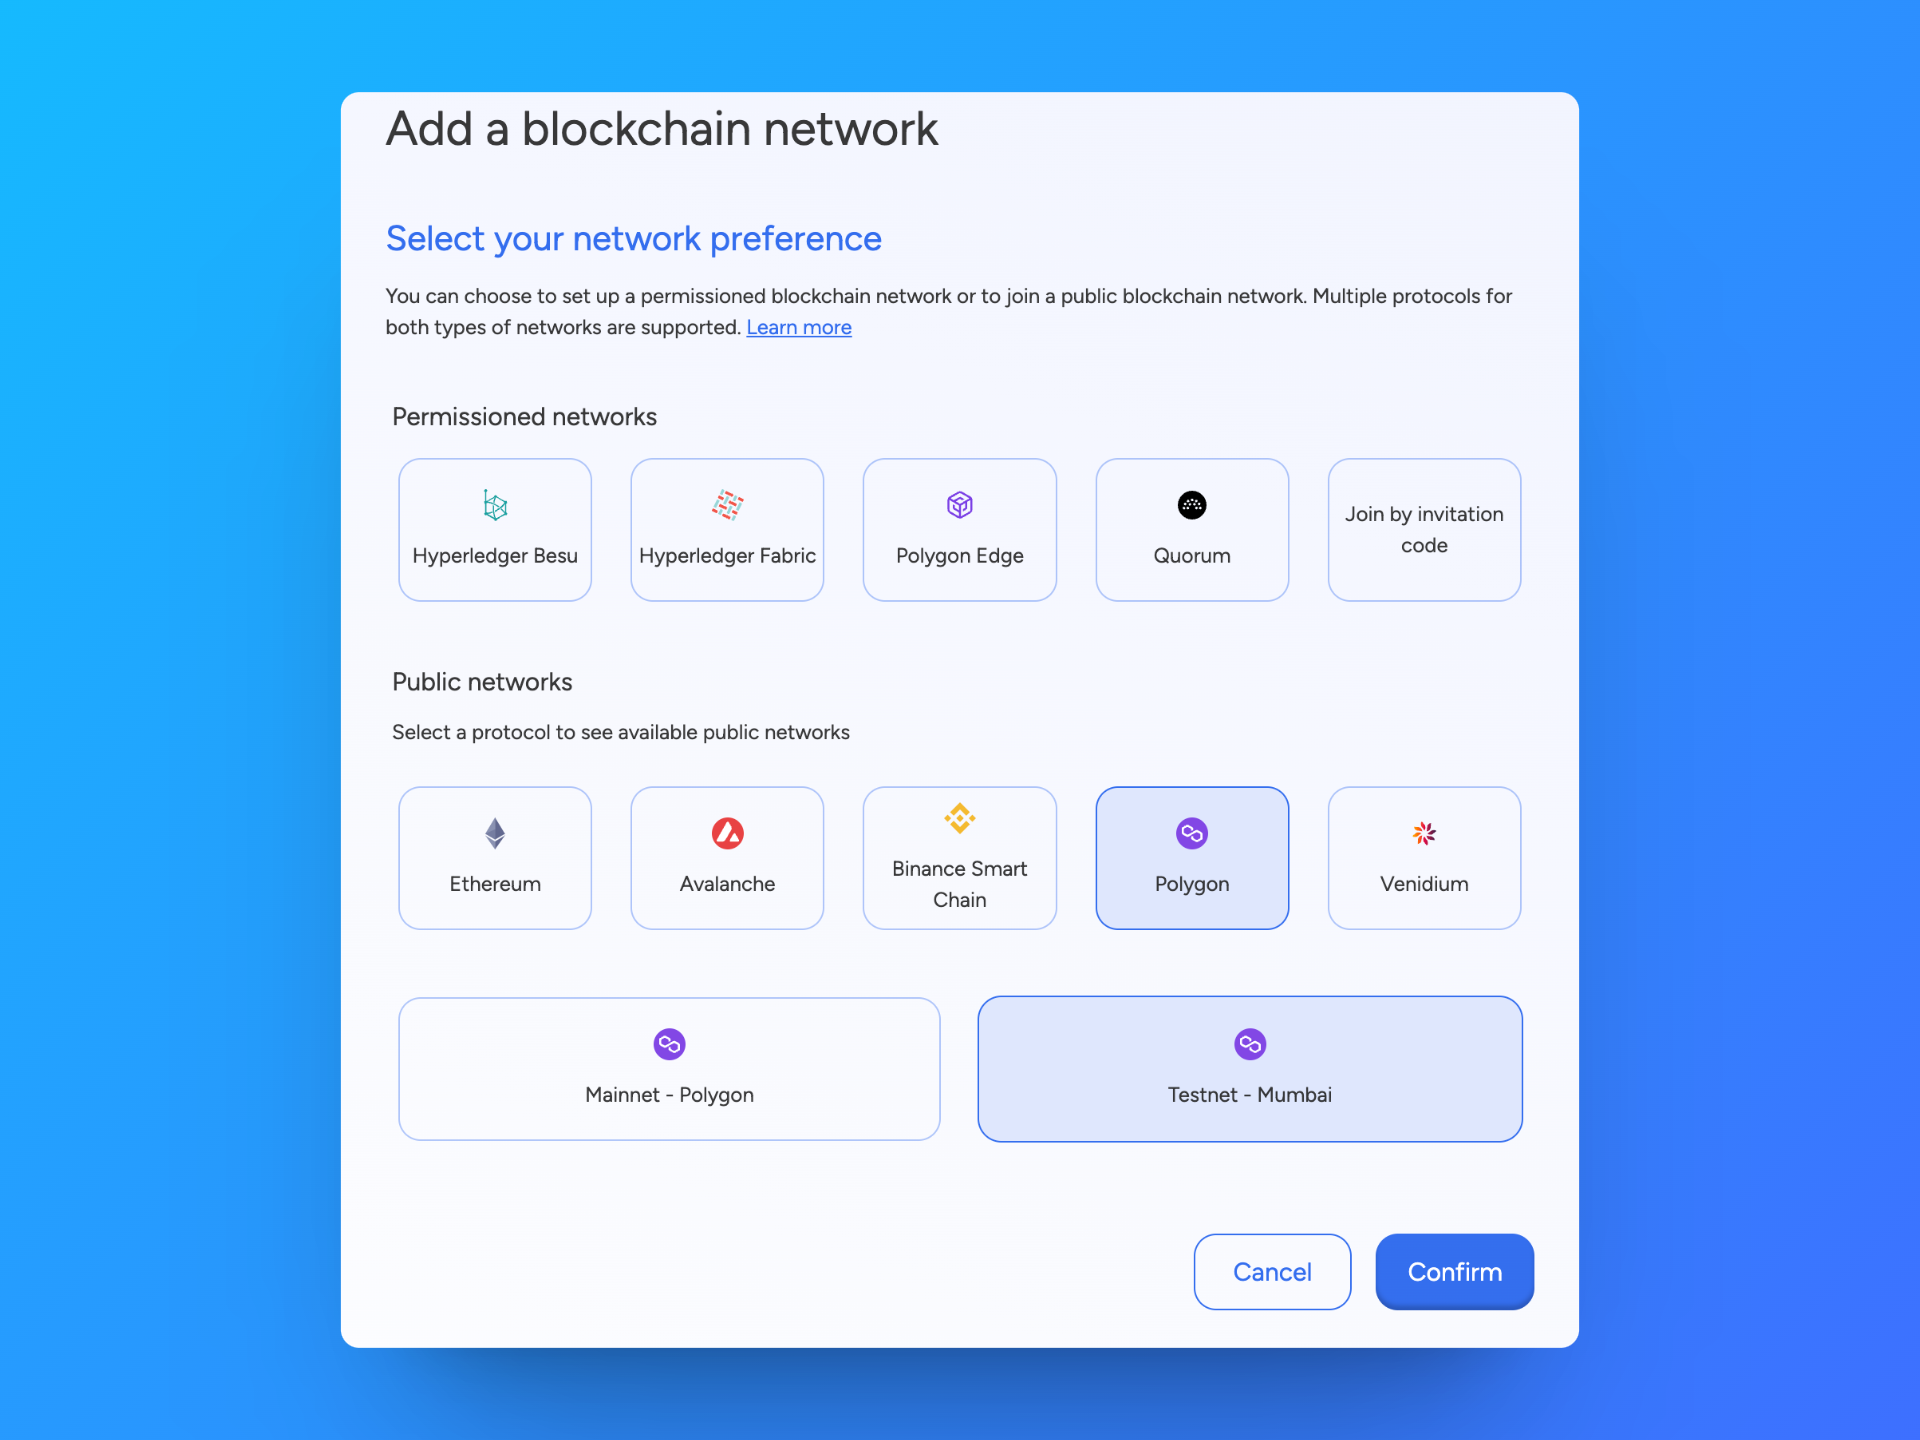 Add a blockchain network
Select your network preference
You can choose to set up a permissioned blockchain network or to join a public blockchain network. Multiple protocols for
both types of networks are supported. Learn more
Permissioned networks
Hyperledger Besu
Hyperledger Fabric
Polygon Edge
Quorum
Join by invitation
code
Public networks
Select a protocol to see available public networks
Ethereum
Avalanche
Binance Smart
Chain
Polygon
Venidium
Mainnet - Polygon
Testnet - Mumbai
Cancel
Confirm